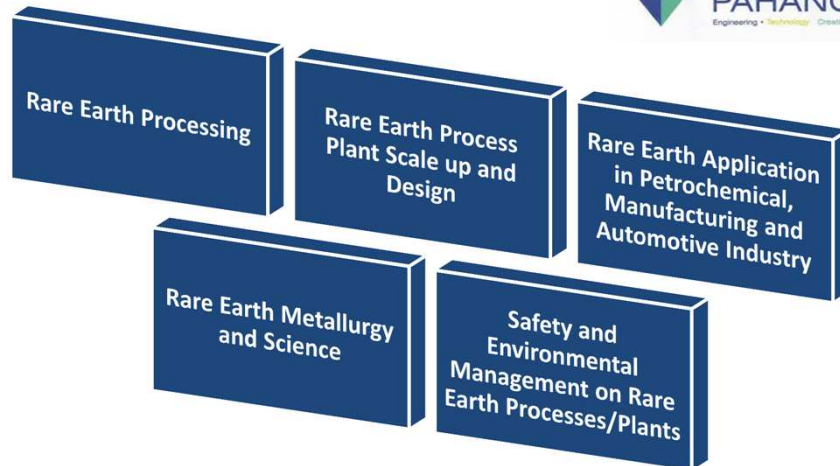 PAHANG
Engineering • Technology • Creati
Rare Earth Processing
Rare Earth Process
Plant Scale up and
Design
Rare Earth Application
in Petrochemical,
Manufacturing and
Automotive Industry
Rare Earth Metallurgy
and Science
Safety and
Environmental
Management on Rare
Earth Processes/Plants